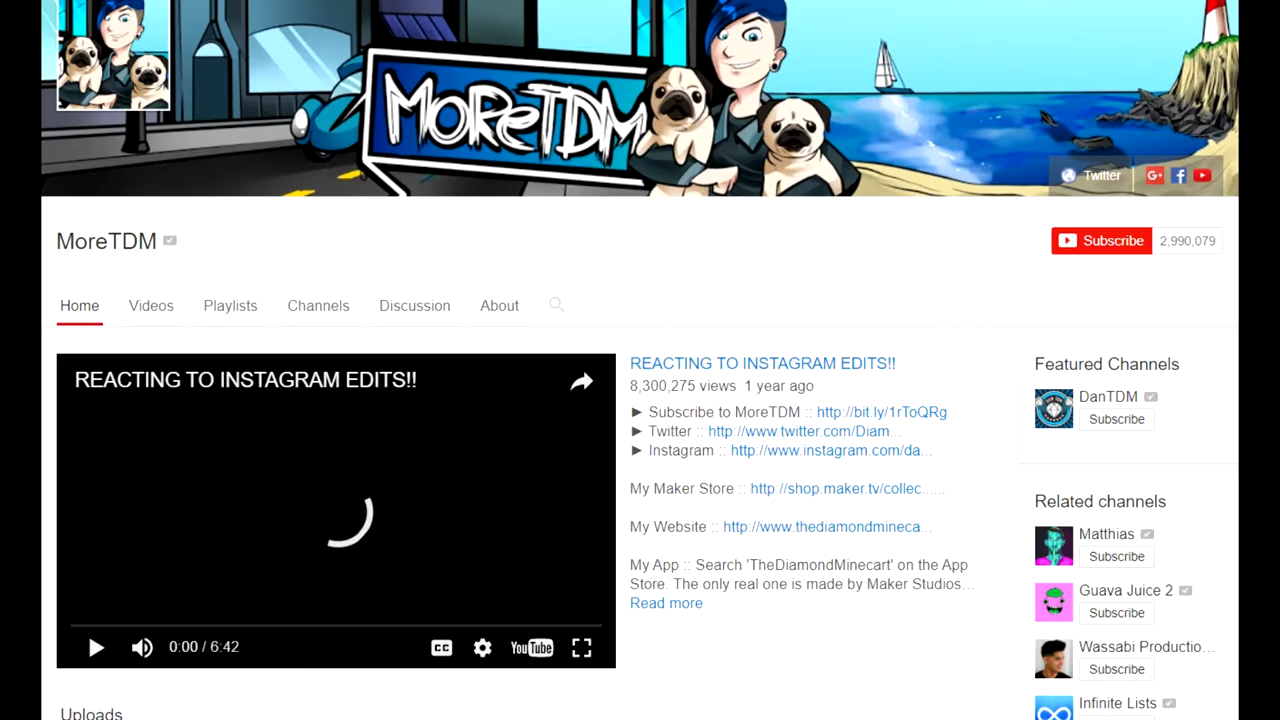 MoReTDM
Twitter
MoreTDM
Subscribe 2,990,079
Home Videos Playlists Channels Discussion About
REACTING TO INSTAGRAM EDITS!!
0:00 / 6:42
CC
YouTube
REACTING TO INSTAGRAM EDITS!!
8,300,275 views 1 year ago
► Subscribe to MoreTDM :: http://bit.ly/1rToQRg
► Twitter :: http://www.twitter.com/Diam...
► Instagram :: http://www.instagram.com/da...
My Maker Store :: http://shop.maker.tv/collec......
My Website :: http://www.thediamondmineca...
My App :: Search 'TheDiamondMinecart' on the App
Store. The only real one is made by Maker Studios...
Read more
Featured Channels
DanTDM
Subscribe
Related channels
Matthias
Subscribe
Guava Juice 2
Subscribe
Wassabi Productio...
Subscribe
Infinite Lists
Uploads